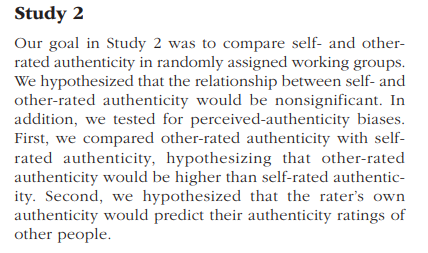 Study 2
Our goal in Study 2 was to compare self- and other-
rated authenticity in randomly assigned working groups.
We hypothesized that the relationship between self- and
other-rated authenticity would be nonsignificant. In
addition, we tested for perceived-authenticity biases.
First, we compared other-rated authenticity with self-
rated authenticity, hypothesizing that other-rated
authenticity would be higher than self-rated authentic-
ity. Second, we hypothesized that the rater's own
authenticity would predict their authenticity ratings of
other people.